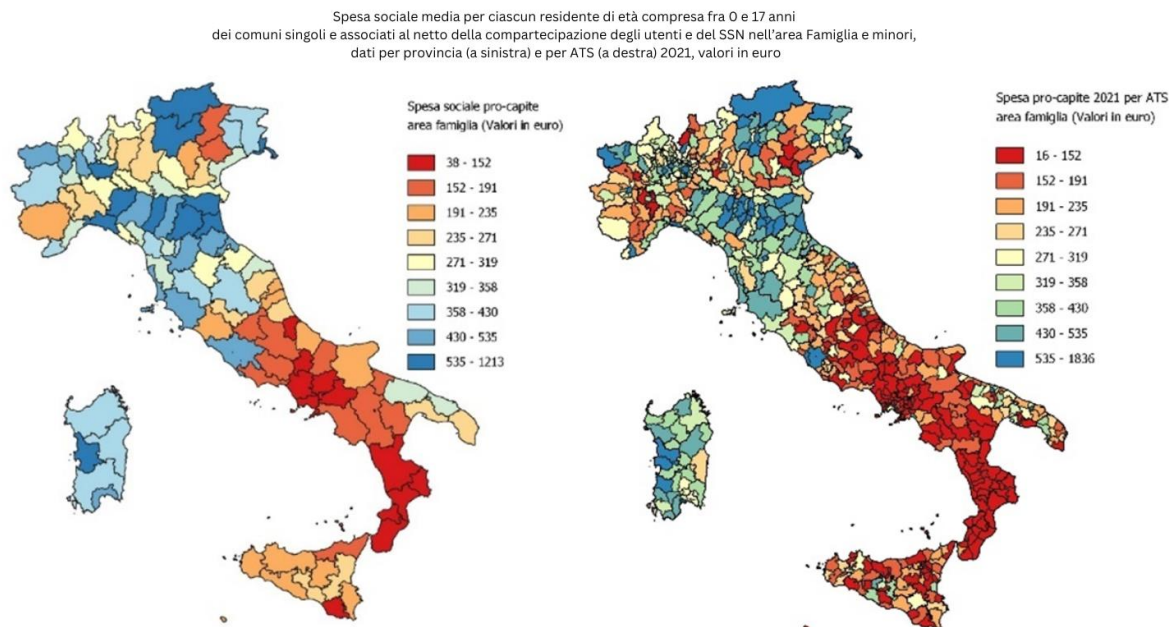 Spesa sociale media per ciascun residente di età compresa fra 0 e 17 anni
dei comuni singoli e associati al netto della compartecipazione degli utenti e del SSN nell'area Famiglia e minori,
dati per provincia (a sinistra) e per ATS (a destra) 2021, valori in euro
Spesa sociale pro-capite
area famiglia (Valori in euro)
38 - 152
152 - 191
191 - 235
235 - 271
271 - 319
319 - 358
358 - 430
430 - 535
535 - 1213
Spesa pro-capite 2021 per ATS
area famiglia (Valori in euro)
16 - 152
152 - 191
191 - 235
235 - 271
271 - 319
319 - 358
358 - 430
430 - 535
535 - 1836